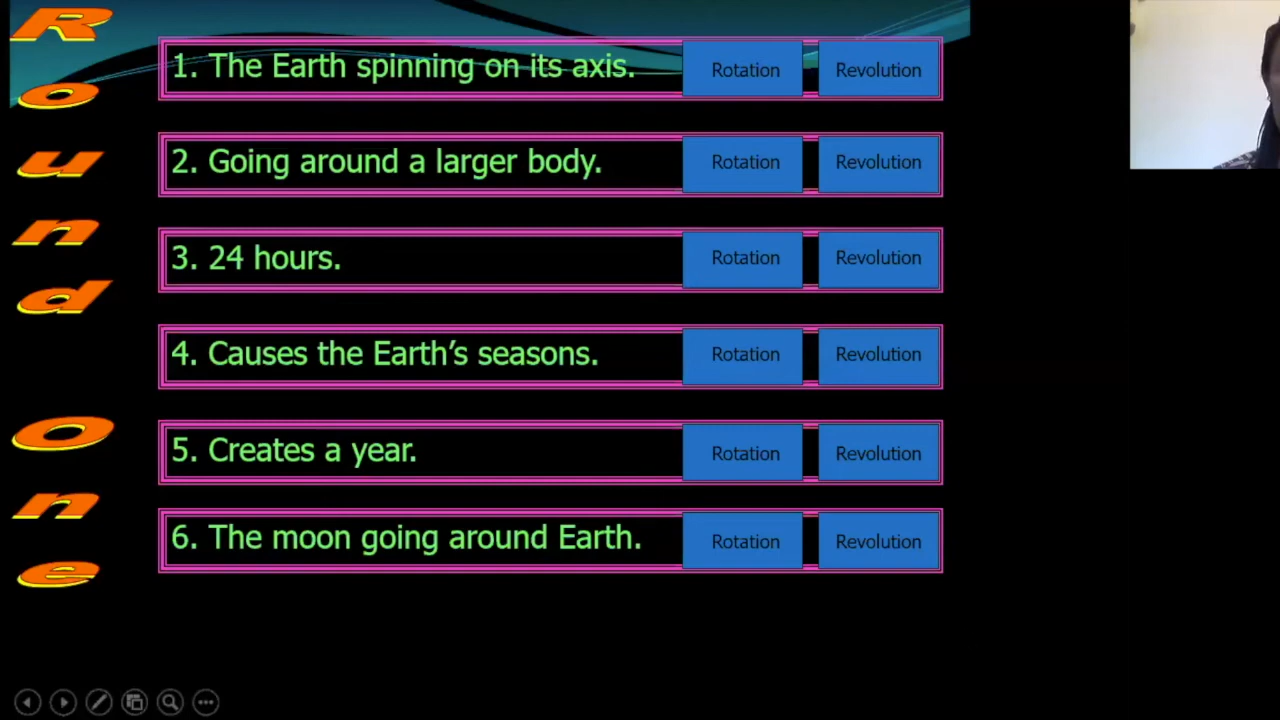 Round One
1. The Earth spinning on its axis. Rotation Revolution
2. Going around a larger body. Rotation Revolution
3. 24 hours. Rotation Revolution
4. Causes the Earth’s seasons. Rotation Revolution
5. Creates a year. Rotation Revolution
6. The moon going around Earth. Rotation Revolution